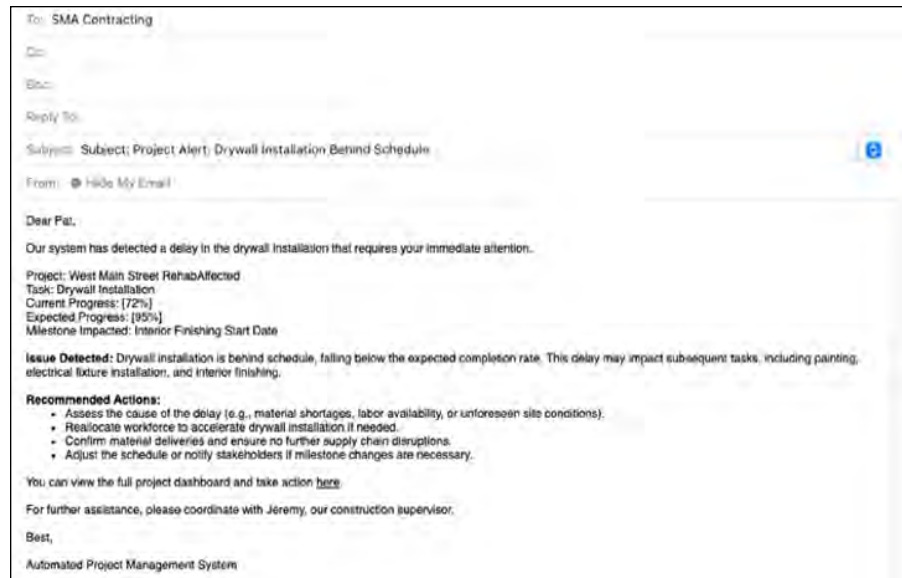 To: SMA Contracting
Cc:
Bcc:
Reply To:
Subject: Subject: Project Alert: Drywall Installation Behind Schedule
From: Hide My Email
Dear Pat,
Our system has detected a delay in the drywall installation that requires your immediate attention.
Project: West Main Street RehabAffected
Task: Drywall Installation
Current Progress: [72%]
Expected Progress: [95%]
Milestone Impacted: Interior Finishing Start Date
Issue Detected: Drywall installation is behind schedule, falling below the expected completion rate. This delay may impact subsequent tasks, including painting,
electrical fixture installation, and interior finishing.
Recommended Actions:
• Assess the cause of the delay (e.g., material shortages, labor availability, or unforeseen site conditions).
• Reallocate workforce to accelerate drywall installation if needed.
• Confirm material deliveries and ensure no further supply chain disruptions.
• Adjust the schedule or notify stakeholders if milestone changes are necessary.
You can view the full project dashboard and take action here.
For further assistance, please coordinate with Jeremy, our construction supervisor.
Best,
Automated Project Management System